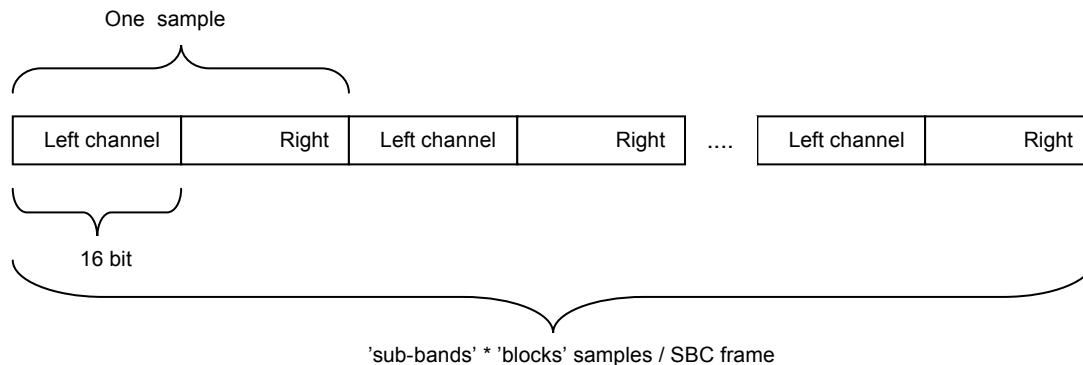 One sample
Left channel Right Left channel Right .... Left channel Right
16 bit
’sub-bands’ * ’blocks’ samples / SBC frame